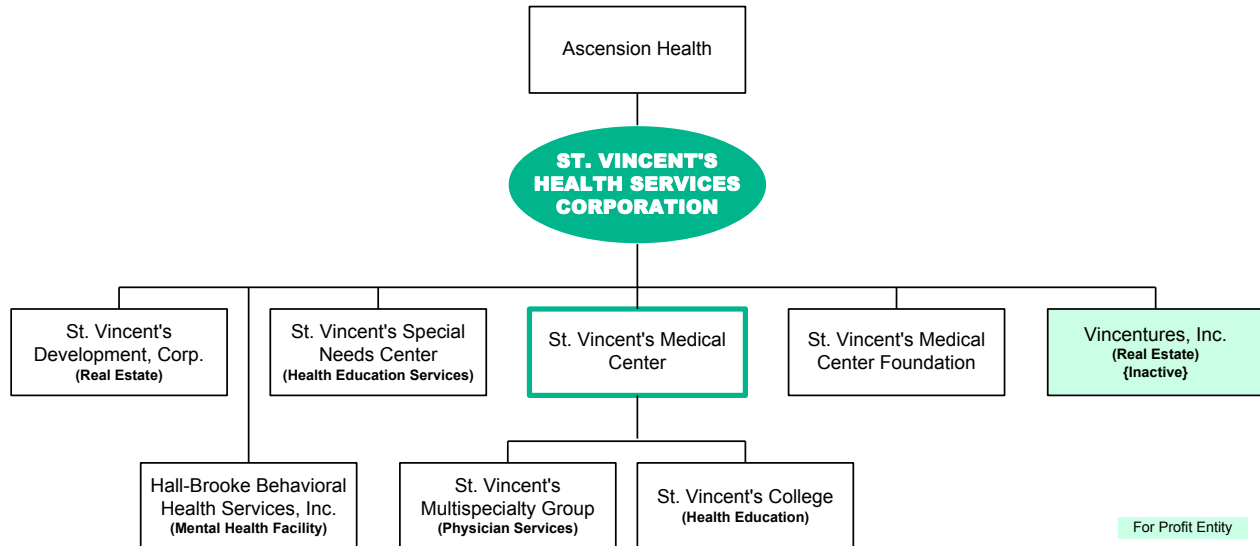 Ascension Health
ST. VINCENT'S
HEALTH SERVICES
CORPORATION
St. Vincent's
Development, Corp.
(Real Estate)
St. Vincent's Special
Needs Center
(Health Education Services)
St. Vincent's Medical
Center
St. Vincent's Medical
Center Foundation
Vincentures, Inc.
(Real Estate)
{Inactive}
Hall-Brooke Behavioral
Health Services, Inc.
(Mental Health Facility)
St. Vincent's
Multispecialty Group
(Physician Services)
St. Vincent's College
(Health Education)
For Profit Entity